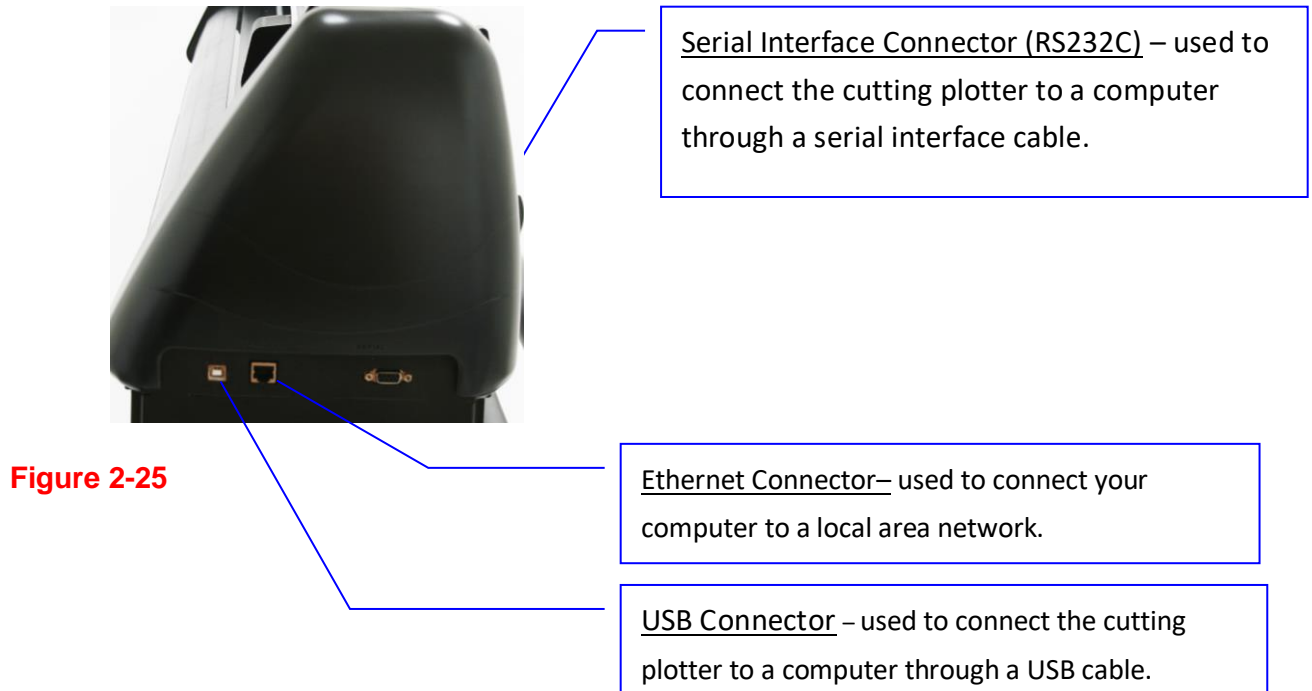 Serial Interface Connector (RS232C) – used to
connect the cutting plotter to a computer
through a serial interface cable.
Figure 2-25
Ethernet Connector– used to connect your
computer to a local area network.
USB Connector – used to connect the cutting
plotter to a computer through a USB cable.